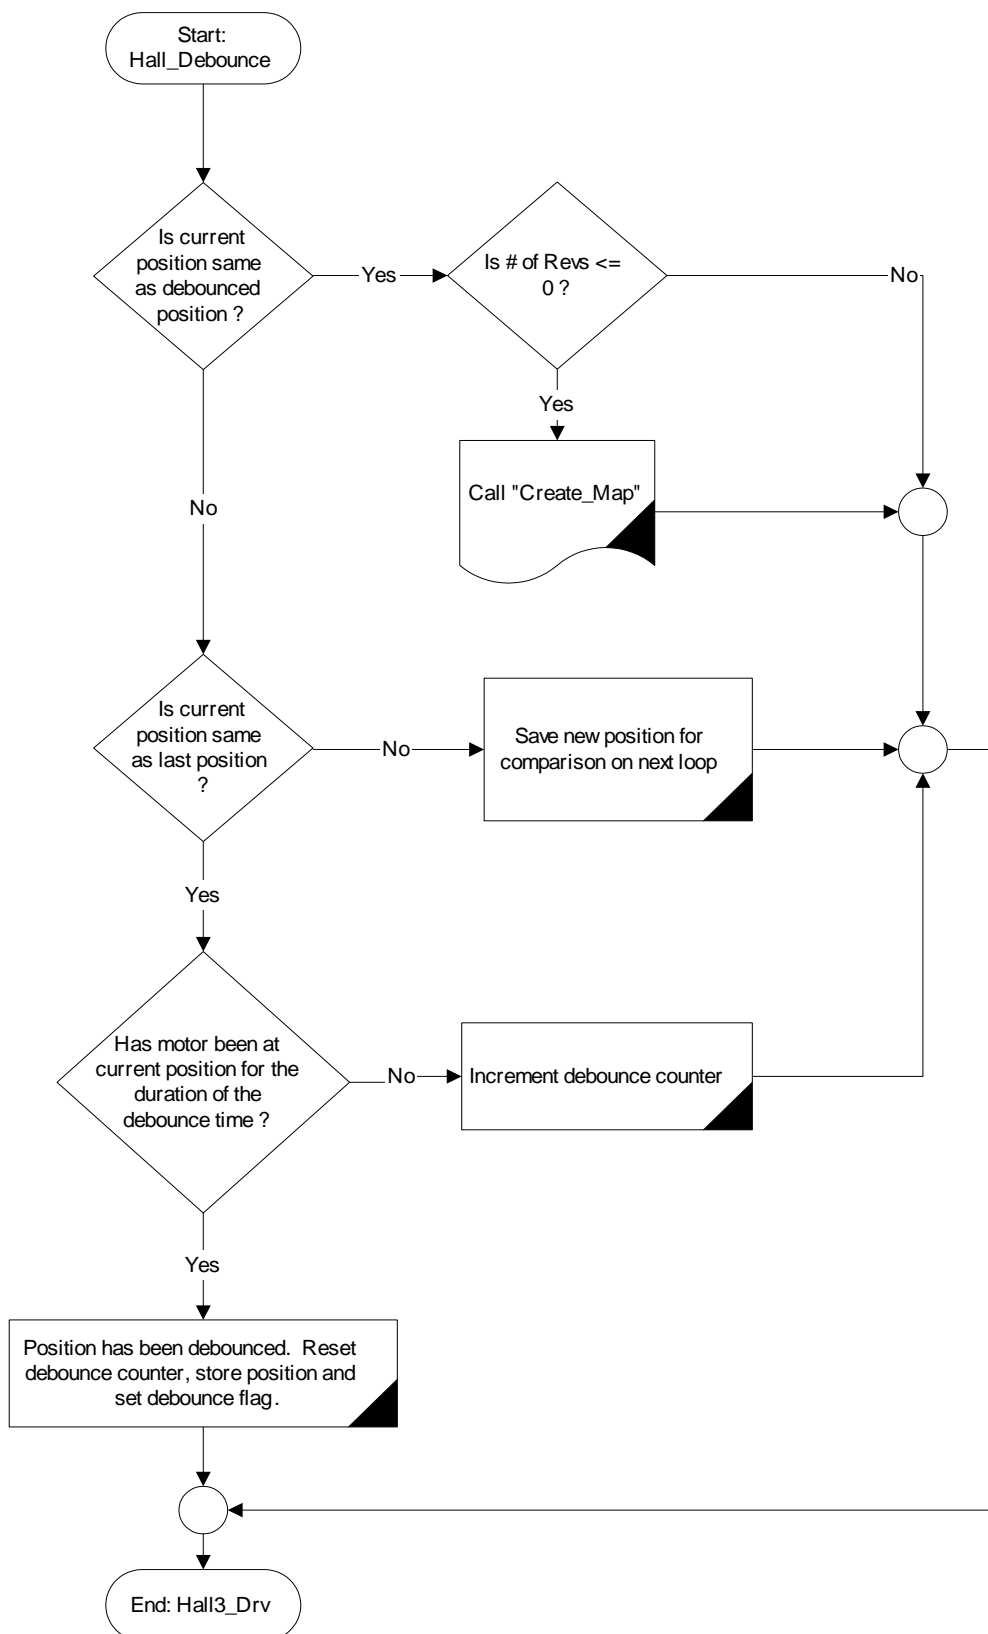 Start:
Hall_Debounce
Is current
position same
as debounced
position ?
Yes
Is # of Revs <=
0 ?
No
Yes
Call "Create_Map"
No
Is current
position same
as last position
?
No
Save new position for
comparison on next loop
Yes
Has motor been at
current position for the
duration of the
debounce time ?
No
Increment debounce counter
Yes
Position has been debounced.  Reset
debounce counter, store position and
set debounce flag.
End: Hall3_Drv